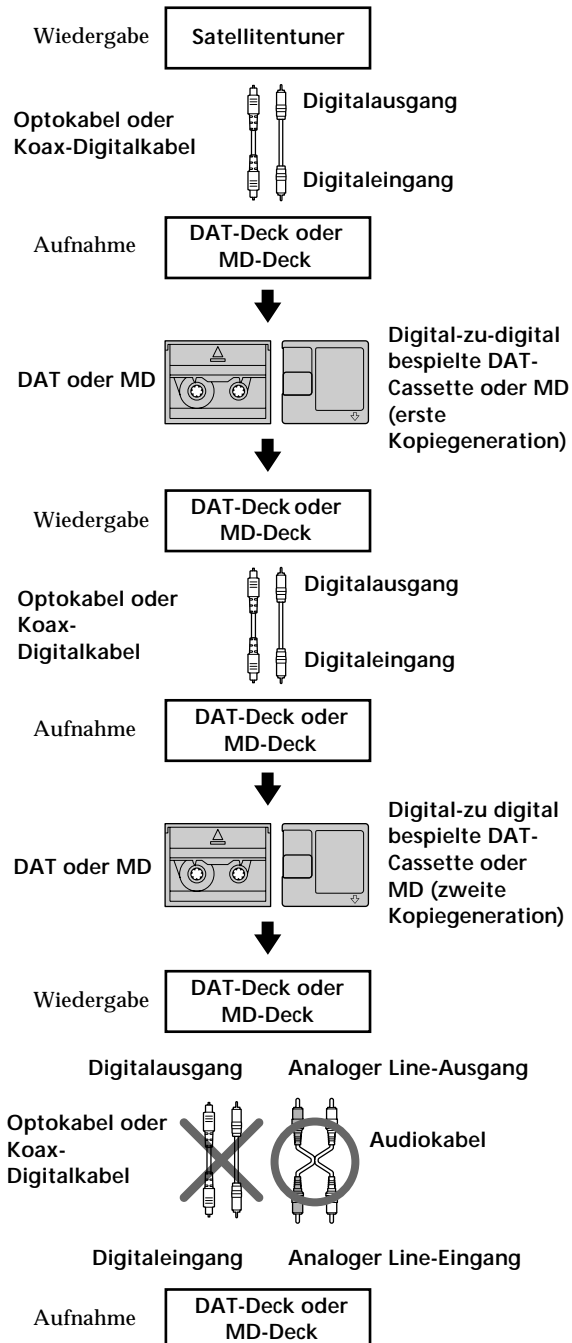 Wiedergabe
Satellitentuner
Optokabel oder
Koax-Digitalkabel
Digitalausgang
Digitaleingang
Aufnahme
DAT-Deck oder
MD-Deck
DAT oder MD
Digital-zu-digital
bespielte DAT-
Cassette oder MD
(erste
Kopiegeneration)
Wiedergabe
DAT-Deck oder
MD-Deck
Optokabel oder
Koax-
Digitalkabel
Digitalausgang
Digitaleingang
Aufnahme
DAT-Deck oder
MD-Deck
DAT oder MD
Digital-zu digital
bespielte DAT-
Cassette oder
MD (zweite
Kopiegeneration)
Wiedergabe
DAT-Deck oder
MD-Deck
Digitalausgang
Analoger Line-Ausgang
Optokabel oder
Koax-
Digitalkabel
Audiokabel
Digitaleingang
Analoger Line-Eingang
Aufnahme
DAT-Deck oder
MD-Deck